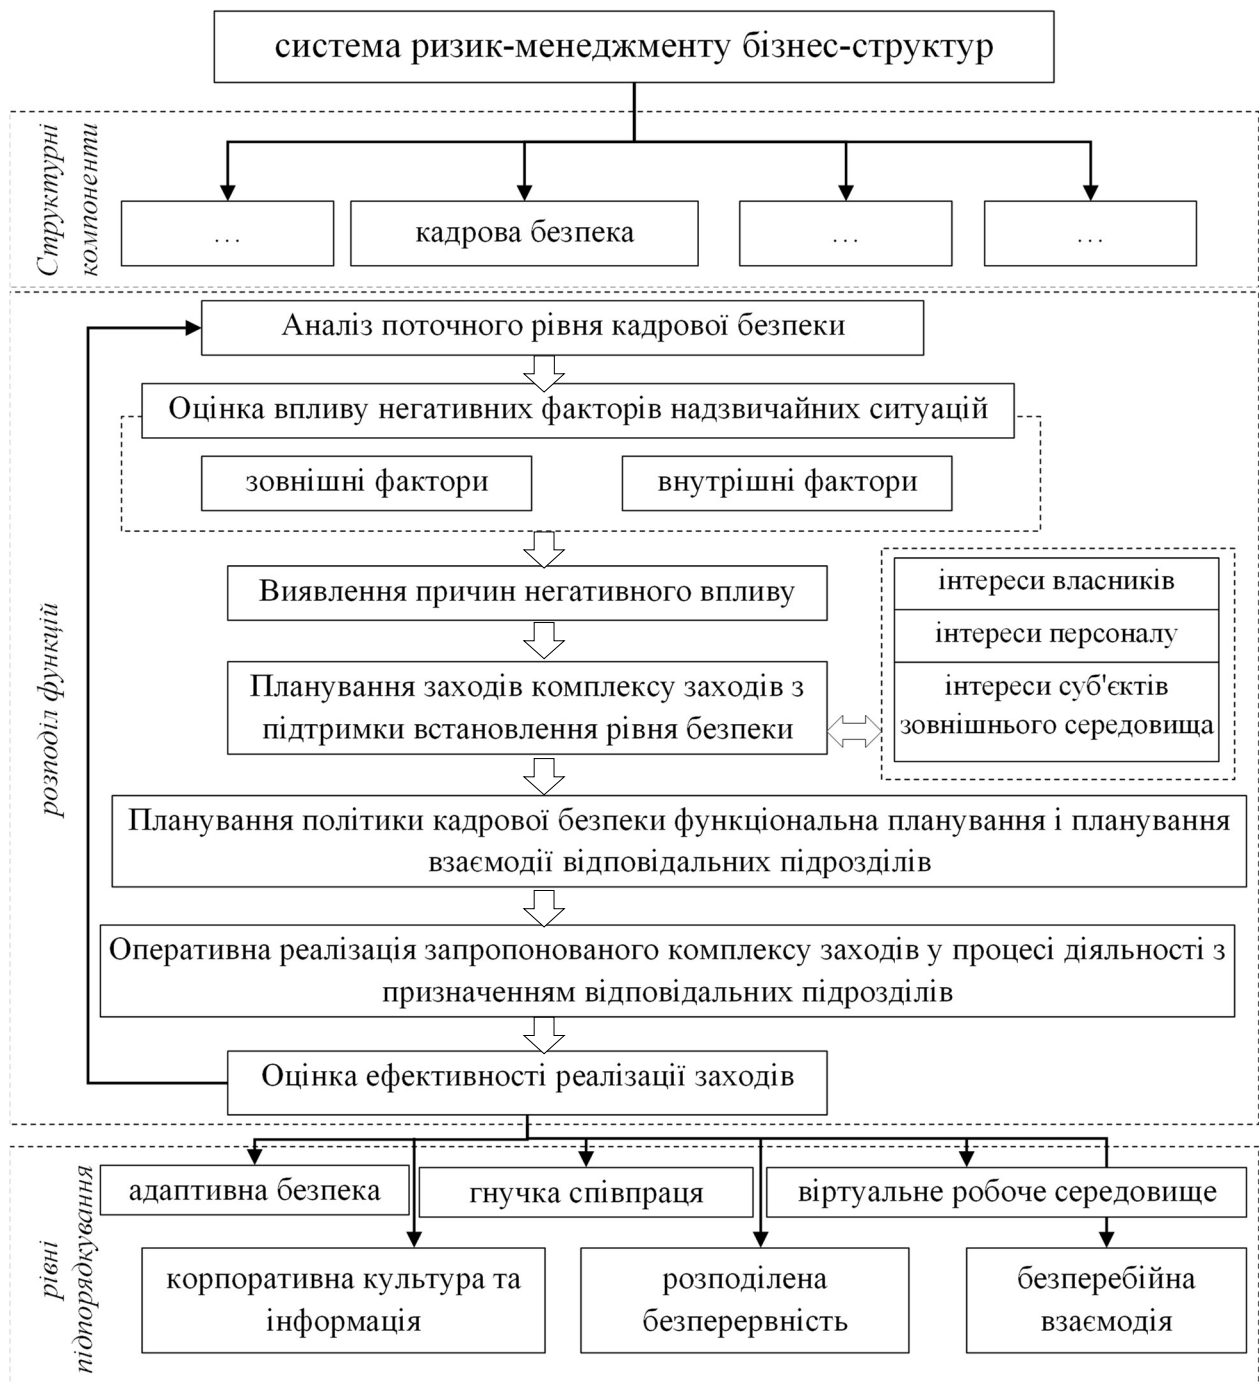 система ризик-менеджменту бізнес-структур
Структурні
компоненти
...
кадрова безпека
...
...
розподіл функцій
Аналіз поточного рівня кадрової безпеки
Оцінка впливу негативних факторів надзвичайних ситуацій
зовнішні фактори
внутрішні фактори
Виявлення причин негативного впливу
інтереси власників
інтереси персоналу
інтереси суб'єктів
зовнішнього середовища
Планування заходів комплексу заходів з
підтримки встановлення рівня безпеки
Планування політики кадрової безпеки функціональна планування і планування
взаємодії відповідальних підрозділів
Оперативна реалізація запропонованого комплексу заходів у процесі діяльності з
призначенням відповідальних підрозділів
Оцінка ефективності реалізації заходів
рівні
підпорядкування
адаптивна безпека
гнучка співпраця
віртуальне робоче середовище
корпоративна культура та
інформація
розподілена
безперервність
безперебійна
взаємодія